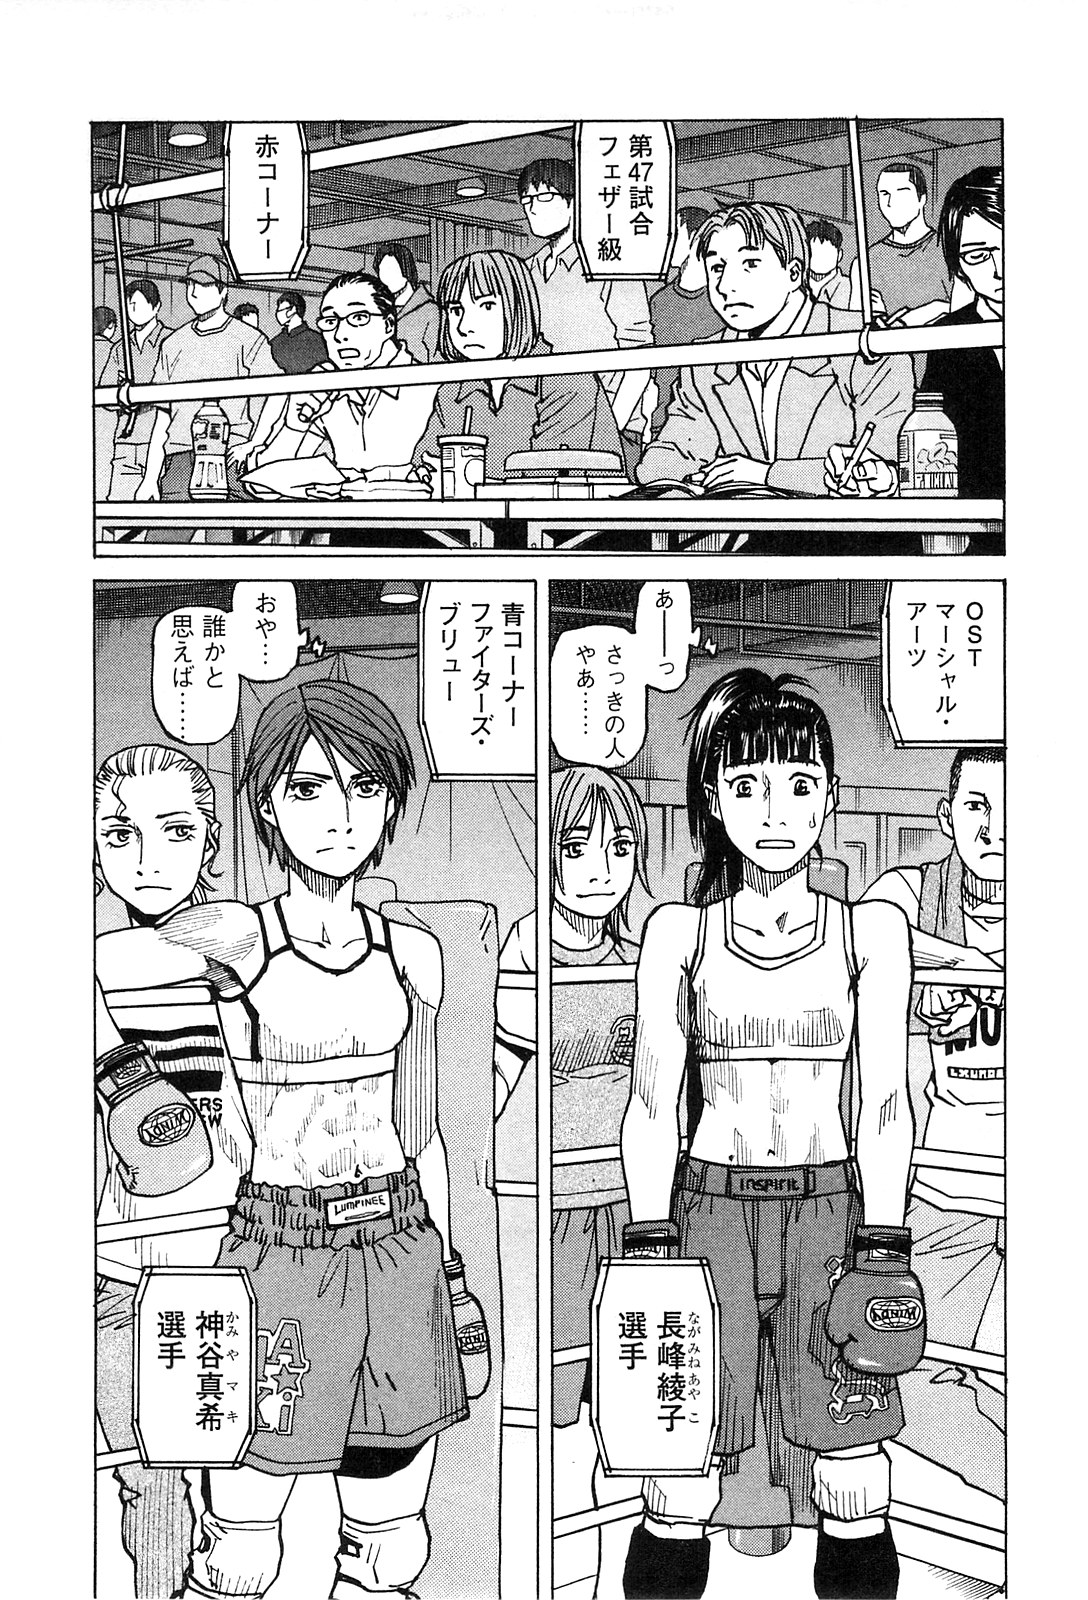 第47試合
フェザー級
赤コーナー
OST
マーシャル・
アーツ
あーーっ
さっきの人
やぁ……
inspirit
WINDY
長峰綾子
ながみねあやこ
選手
青コーナー
ファイターズ・
ブリュー
おや…
誰かと
思えば……
LUMPINEE
WINDY
WINDY
神谷真希
かみやマキ
選手